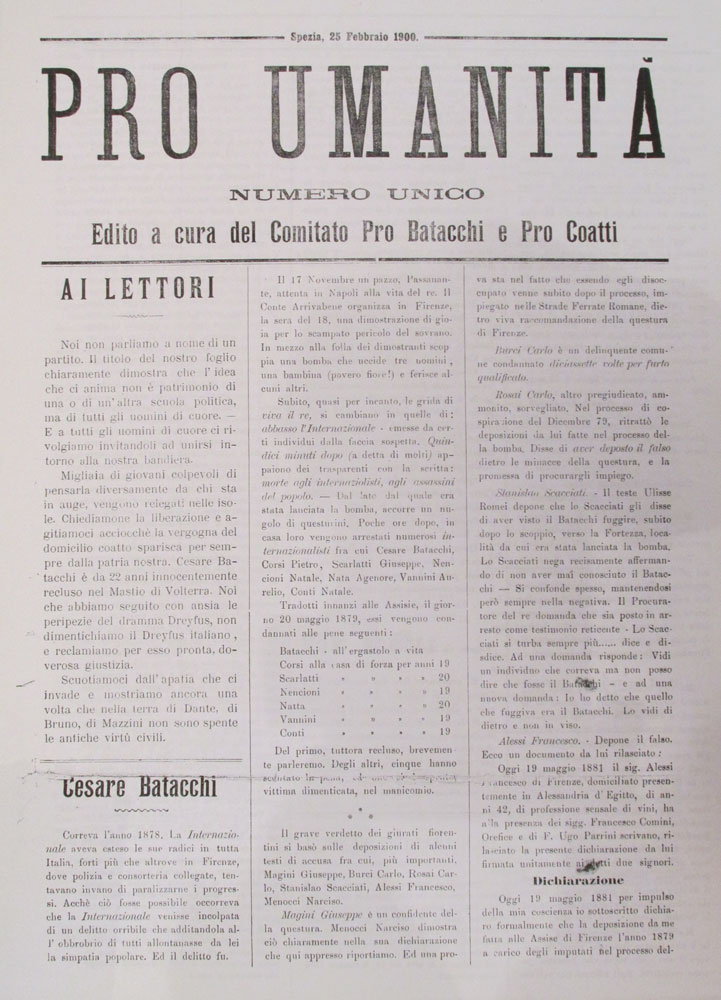 Spezia, 25 Febbraio 1900.
PRO UMANITÀ
NUMERO UNICO
Edito a cura del Comitato Pro Batacchi e Pro Coatti
AI LETTORI
Noi non parliamo a nome di un
partito. Il titolo del nostro foglio
chiaramente dimostra che l'idea
che ci anima non é patrimonio di
una o di un'altra scuola politica,
ma di tutti gli uomini di cuore. —
E a tutti gli uomini di cuore ci ri-
volgiamo invitandoli ad unirsi in-
torno alla nostra bandiera.
Migliaia di giovani colpevoli di
pensarla diversamente da chi sta
in auge, vengono relegati nelle iso-
le. Chiediamone la liberazione e a-
gitiamoci acciocchè la vergogna del
domicilio coatto sparisca per sem-
pre dalla patria nostra. Cesare Ba-
tacchi è da 22 anni innocentemente
recluso nel Mastio di Volterra. Noi
che abbiamo seguito con ansia le
peripezie del dramma Dreyfus, non
dimentichiamo il Dreyfus italiano,
e reclamiamo per esso pronta, do-
verosa giustizia.
Scuotiamoci dall'apatia che ci
invade e mostriamo ancora una
volta che nella terra di Dante, di
Bruno, di Mazzini non sono spente
le antiche virtù civili.
Cesare Batacchi
Correva l'anno 1878. La Internazio-
nale aveva esteso le sue radici in tutta
Italia, forti più che altrove in Firenze,
dove polizia e consorteria collegate, ten-
tavano invano di paralizzarne i progres-
si. Acchè ciò fosse possibile occorreva
che la Internazionale venisse incolpata
di un delitto orribile che additandola al-
l'obbrobrio di tutti allontanasse da lei
la simpatia popolare. Ed il delitto fu.
Il 17 Novembre un pazzo, Passanan-
te, attenta in Napoli alla vita del re. Il
Conte Arrivabene organizza in Firenze,
la sera del 18, una dimostrazione di gio-
ia per lo scampato pericolo del sovrano.
In mezzo alla folla dei dimostranti scop
pia una bomba che uccide tre uomini,
una bambina (povero fiore!) e ferisce al-
cuni altri.
Subito, quasi per incanto, le grida di
viva il re, si cambiano in quelle di:
abbasso l'Internazionale - emesse da cer-
ti individui dalla faccia sospetta. Quin-
dici minuti dopo (a detta di molti) ap-
paiono dei trasparenti con la scritta:
morte agli internaziolisti, agli assassini
del popolo. — Dal lato dal quale era
stata lanciata la bomba, accorre un nu-
golo di questurini. Poche ore dopo, in
casa loro vengono arrestati numerosi in-
ternazionalisti fra cui Cesare Batacchi,
Corsi Pietro, Scarlatti Giuseppe, Nen-
cioni Natale, Nata Agenore, Vannini Au-
relio, Conti Natale.
Tradotti innanzi alle Assisie, il gior-
no 20 maggio 1879, essi vengono con-
dannati alle pene seguenti:
Batacchi - all'ergastolo a vita
Corsi alla casa di forza per anni 19
Scarlatti " " " " 20
Nencioni " " " " 19
Natta " " " " 20
Vannini " " " " 19
Conti " " " " 19
Del primo, tuttora recluso, brevemen-
te parleremo. Degli altri, cinque hanno
scontato la pena,
vittima dimenticata, nel manicomio.
Il grave verdetto dei giurati fioren-
tini si basò sulle deposizioni di alcuni
testi di accusa fra cui, più importanti,
Magini Giuseppe, Burci Carlo, Rosai Car-
lo, Stanislao Scacciati, Alessi Francesco,
Menocci Narciso.
Magini Giuseppe è un confidente del-
la questura. Menocci Narciso dimostra
ciò chiaramente nella sua dichiarazione
che qui appresso riportiamo. Ed una pro-
va sta nel fatto che essendo egli disoc-
cupato venne subito dopo il processo, im-
piegato nelle Strade Ferrate Romane, die-
tro viva raccomandazione della questura
di Firenze.
Burci Carlo è un delinquente comu-
ne condannato diciassette volte per furto
qualificato.
Rosai Carlo, altro pregiudicato, am-
monito, sorvegliato. Nel processo di co-
spirazione del Dicembre 79, ritrattò le
deposizioni da lui fatte nel processo del-
la bomba. Disse di aver deposto il falso
dietro le minacce della questura, e la
promessa di procurargli impiego.
Stanislao Scacciati. - Il teste Ulisse
Romei depone che lo Scacciati gli disse
di aver visto il Batacchi fuggire, subito
dopo lo scoppio, verso la Fortezza, loca-
lità da cui era stata lanciata la bomba.
Lo Scacciati nega recisamente afferman-
do di non aver mai conosciuto il Batac-
chi — Si confonde spesso, mantenendosi
però sempre nella negativa. Il Procura-
tore del re domanda che sia posto in ar-
resto come testimonio reticente - Lo Scac-
ciati si turba sempre più...... dice e di-
sdice. Ad una domanda risponde: Vidi
un individuo che correva ma non posso
dire che fosse il Batacchi - e ad una
nuova domanda: Io ho detto che quello
che fuggiva era il Batacchi. Lo vidi di
dietro e non in viso.
Alessi Francesco. - Depone il falso.
Ecco un documento da lui rilasciato:
Oggi 19 maggio 1881 il sig. Alessi
Francesco di Firenze, domiciliato presen-
temente in Alessandria d'Egitto, di an-
ni 42, di professione sensale di vini, ha
alla presenza dei sigg. Francesco Comini,
Orefice e di F. Ugo Parrini scrivano, ri-
lasciato la presente dichiarazione da lui
firmata unitamente ai detti due signori.
Dichiarazione
Oggi 19 maggio 1881 per impulso
della mia coscienza io sottoscritto dichia-
ro formalmente che la deposizione da me
fatta alle Assise di Firenze l'anno 1879
a carico degli imputati nel processo del-